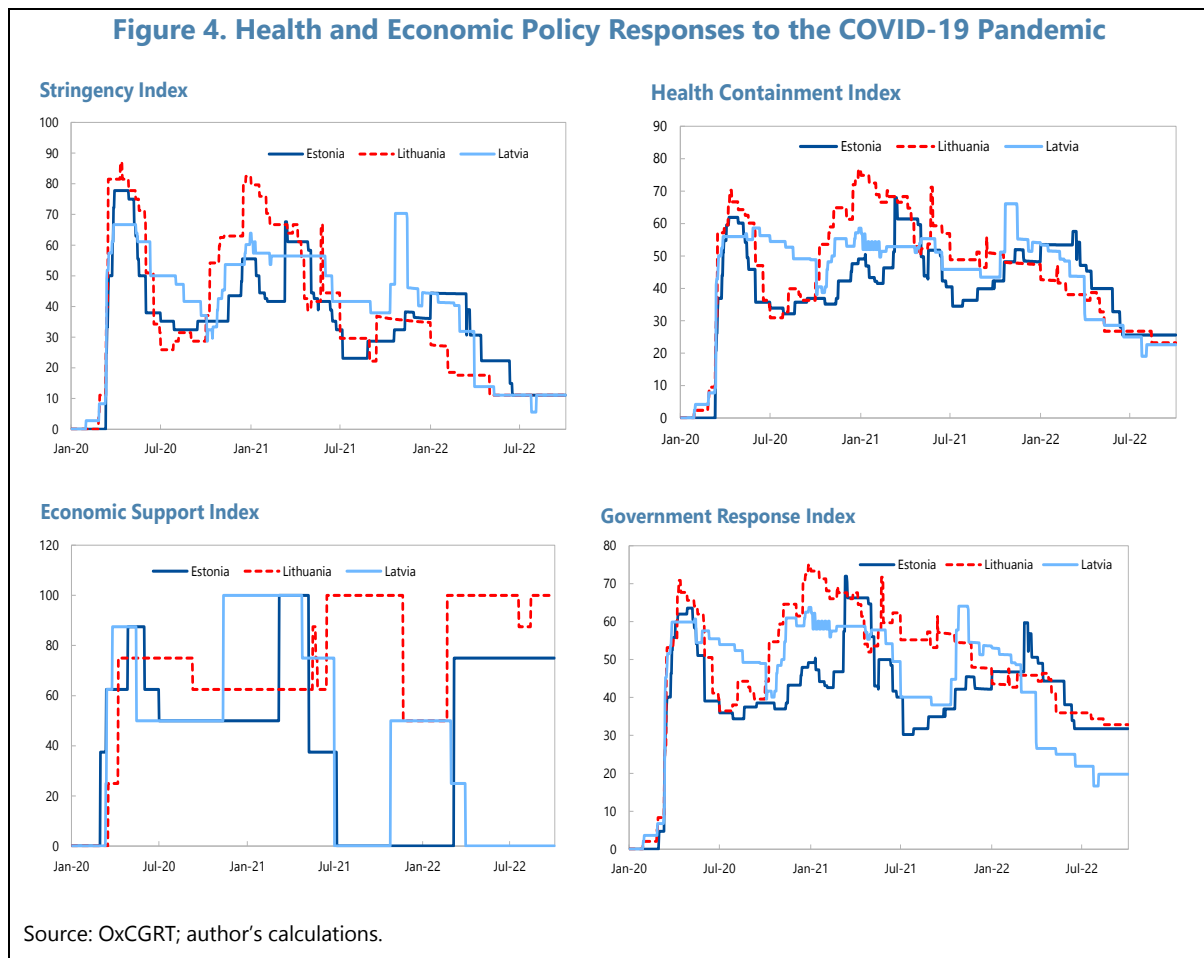 Figure 4. Health and Economic Policy Responses to the COVID-19 Pandemic
Stringency Index
100
90
80
70
60
50
40
30
20
10
0
Estonia Lithuania Latvia
Jan-20 Jul-20 Jan-21 Jul-21 Jan-22 Jul-22
Health Containment Index
90
80
70
60
50
40
30
20
10
0
Estonia Lithuania Latvia
Jan-20 Jul-20 Jan-21 Jul-21 Jan-22 Jul-22
Economic Support Index
120
100
80
60
40
20
0
Estonia Lithuania Latvia
Jan-20 Jul-20 Jan-21 Jul-21 Jan-22 Jul-22
Government Response Index
80
70
60
50
40
30
20
10
0
Estonia Lithuania Latvia
Jan-20 Jul-20 Jan-21 Jul-21 Jan-22 Jul-22
Source: OxCGRT; author’s calculations.